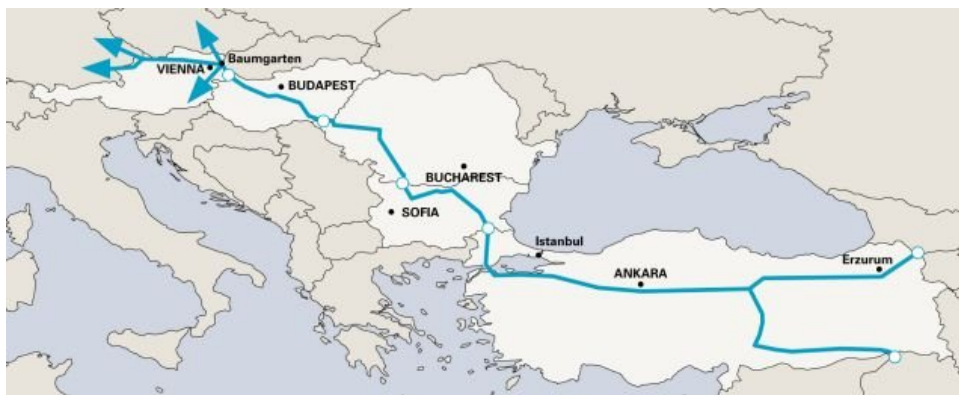 Baumgarten
VIENNA
BUDAPEST
BUCHAREST
SOFIA
Istanbul
Erzurum
ANKARA